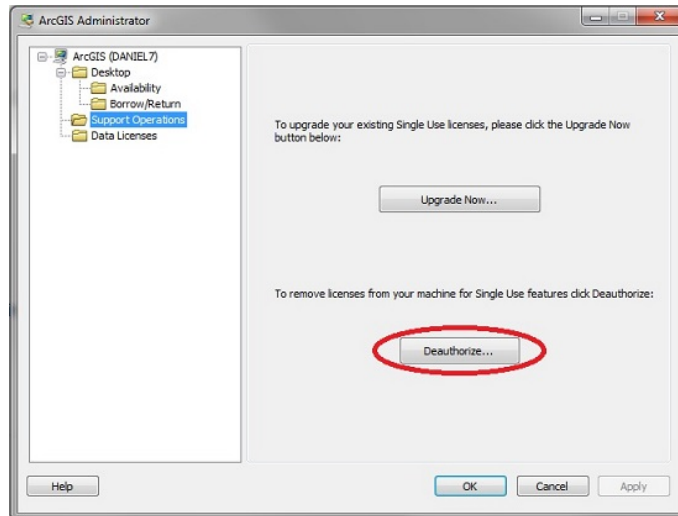 ArcGIS Administrator
ArcGIS (DANIEL7)
Desktop
Availability
Borrow/Return
Support Operations
Data Licenses
To upgrade your existing Single Use licenses, please click the Upgrade Now
button below:
Upgrade Now...
To remove licenses from your machine for Single Use features click Deauthorize:
Deauthorize...
Help
OK
Cancel
Apply